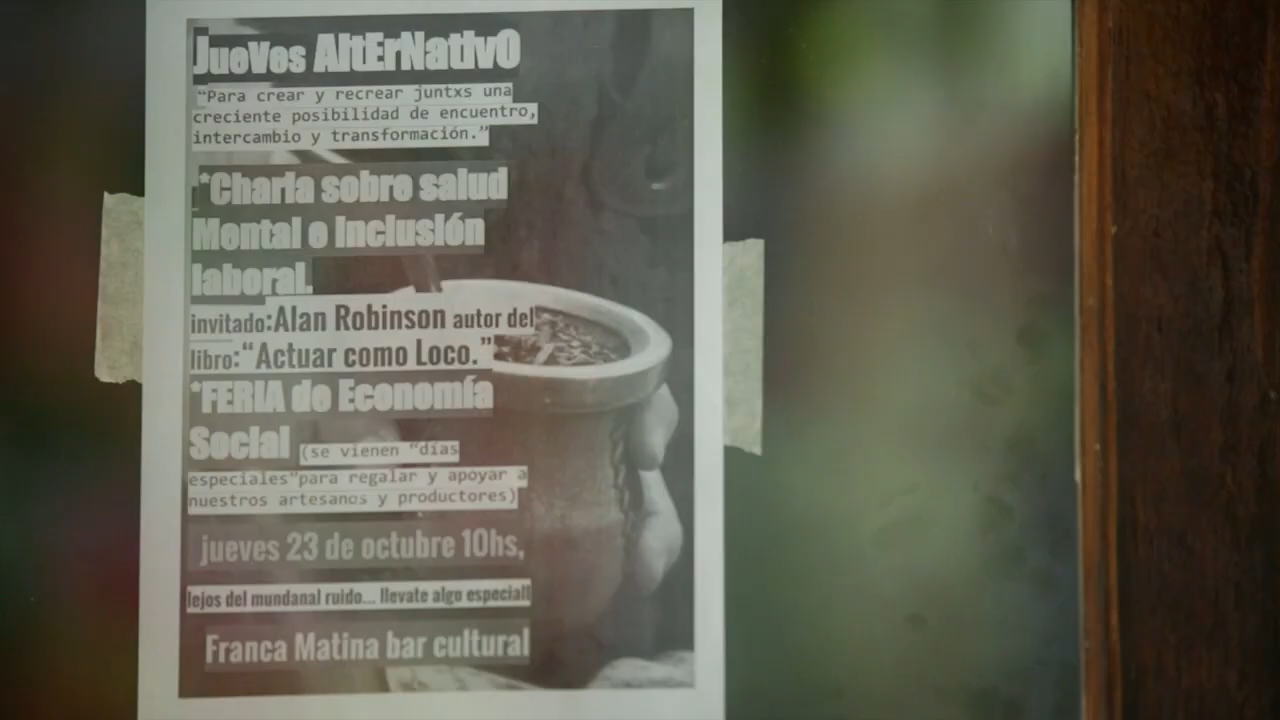 JueVos AltErNativO
“Para crear y recrear juntxs una
creciente posibilidad de encuentro,
intercambio y transformación.”
*Charla sobre salud
Mental e Inclusión
laboral.
invitado:Alan Robinson autor del
libro:“Actuar como Loco.”
*FERIA de Economía
Social (se vienen “días
especiales”para regalar y apoyar a
nuestros artesanos y productores)
jueves 23 de octubre 10hs,
lejos del mundanal ruido... llevate algo especial!
Franca Matina bar cultural